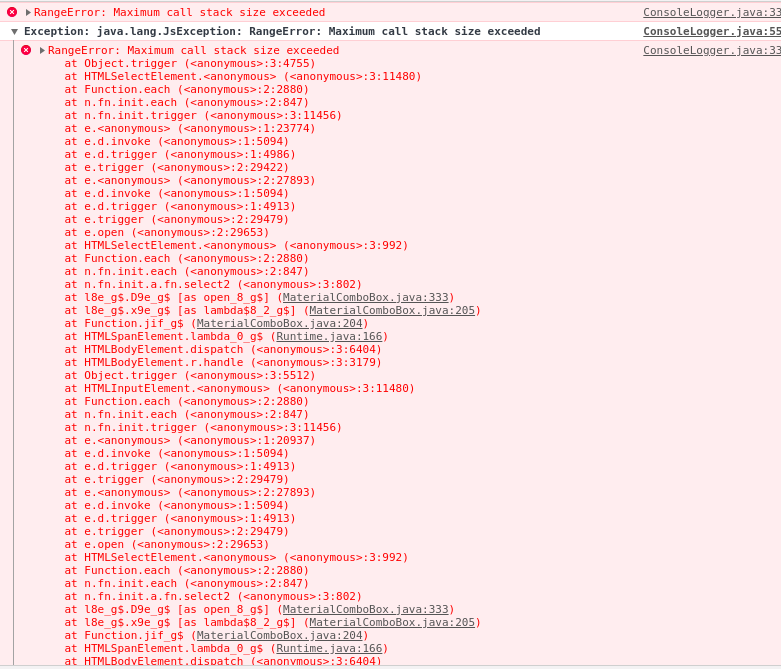 RangeError: Maximum call stack size exceeded ConsoleLogger.java:33
Exception: java.lang.JsException: RangeError: Maximum call stack size exceeded ConsoleLogger.java:55
RangeError: Maximum call stack size exceeded ConsoleLogger.java:33
at Object.trigger (<anonymous>:3:4755)
at HTMLSelectElement.<anonymous> (<anonymous>:3:11480)
at Function.each (<anonymous>:2:2880)
at n.fn.init.each (<anonymous>:2:847)
at n.fn.init.trigger (<anonymous>:3:11456)
at e.<anonymous> (<anonymous>:1:23774)
at e.d.invoke (<anonymous>:1:5094)
at e.d.trigger (<anonymous>:1:4986)
at e.trigger (<anonymous>:2:29422)
at e.<anonymous> (<anonymous>:2:27893)
at e.d.invoke (<anonymous>:1:5094)
at e.d.trigger (<anonymous>:1:4913)
at e.trigger (<anonymous>:2:29479)
at e.open (<anonymous>:2:29653)
at HTMLSelectElement.<anonymous> (<anonymous>:3:992)
at Function.each (<anonymous>:2:2880)
at n.fn.init.each (<anonymous>:2:847)
at n.fn.init.a.fn.select2 (<anonymous>:3:802)
at l8e_g$.D9e_g$ [as open_8_g$] (MaterialComboBox.java:333)
at l8e_g$.x9e_g$ [as lambda$8_2_g$] (MaterialComboBox.java:205)
at Function.jif_g$ (MaterialComboBox.java:204)
at HTMLSpanElement.lambda_0_g$ (Runtime.java:166)
at HTMLBodyElement.dispatch (<anonymous>:3:6404)
at HTMLBodyElement.r.handle (<anonymous>:3:3179)
at Object.trigger (<anonymous>:3:5512)
at HTMLInputElement.<anonymous> (<anonymous>:3:11480)
at Function.each (<anonymous>:2:2880)
at n.fn.init.each (<anonymous>:2:847)
at n.fn.init.trigger (<anonymous>:3:11456)
at e.<anonymous> (<anonymous>:1:20937)
at e.d.invoke (<anonymous>:1:5094)
at e.d.trigger (<anonymous>:1:4913)
at e.trigger (<anonymous>:2:29479)
at e.<anonymous> (<anonymous>:2:27893)
at e.d.invoke (<anonymous>:1:5094)
at e.d.trigger (<anonymous>:1:4913)
at e.trigger (<anonymous>:2:29479)
at e.open (<anonymous>:2:29653)
at HTMLSelectElement.<anonymous> (<anonymous>:3:992)
at Function.each (<anonymous>:2:2880)
at n.fn.init.each (<anonymous>:2:847)
at n.fn.init.a.fn.select2 (<anonymous>:3:802)
at l8e_g$.D9e_g$ [as open_8_g$] (MaterialComboBox.java:333)
at l8e_g$.x9e_g$ [as lambda$8_2_g$] (MaterialComboBox.java:205)
at Function.jif_g$ (MaterialComboBox.java:204)
at HTMLSpanElement.lambda_0_g$ (Runtime.java:166)
at HTMLBodyElement.dispatch (<anonymous>:3:6404)